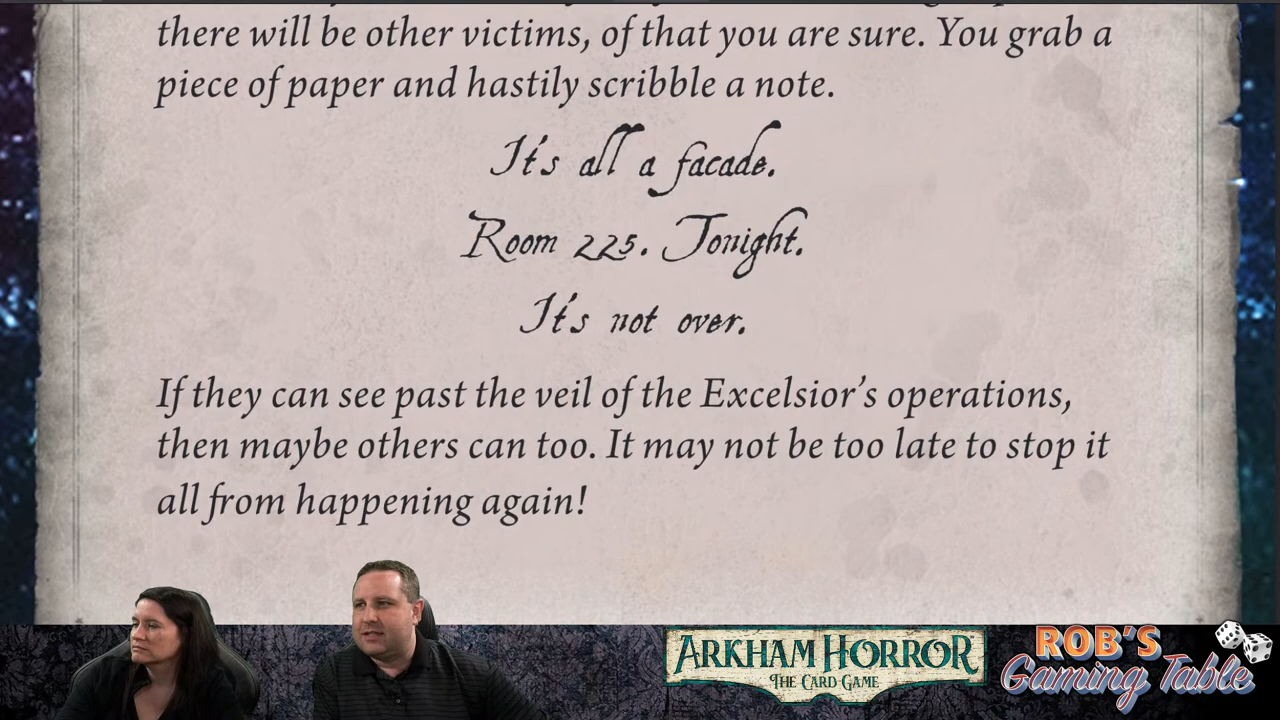 there will be other victims, of that you are sure. You grab a
piece of paper and hastily scribble a note.
It's all a facade.
Room 225. Tonight.
It's not over.
If they can see past the veil of the Excelsior's operations,
then maybe others can too. It may not be too late to stop it
all from happening again!
ARKHAM HORROR
THE CARD GAME
ROB'S
Gaming Table